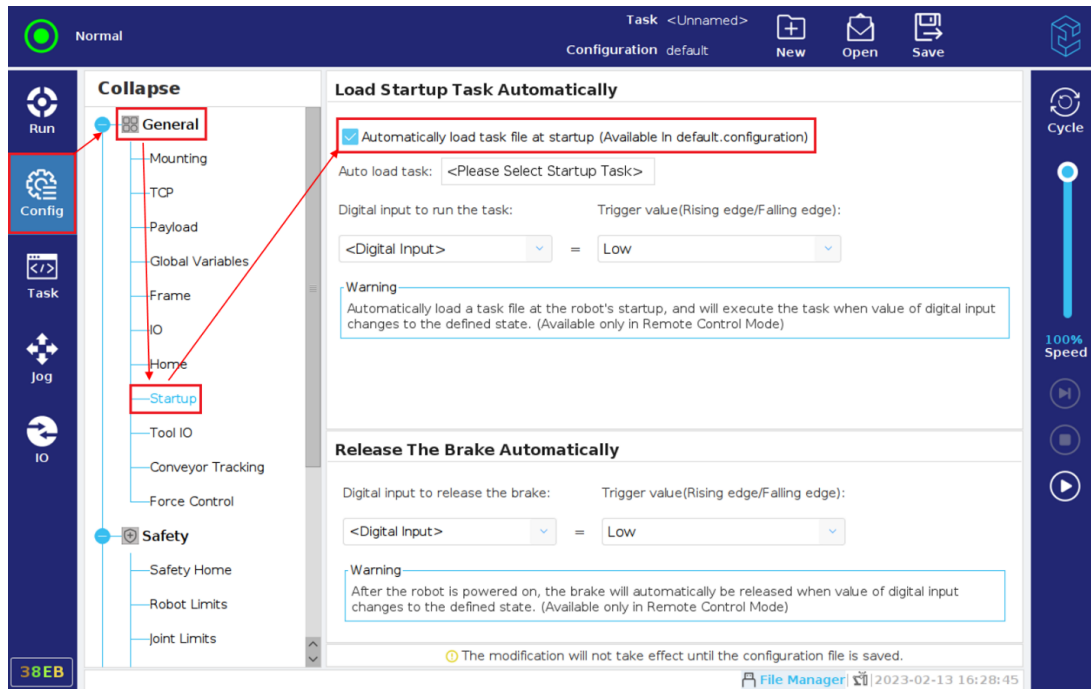 Normal
Task <Unnamed>
Configuration default
New
Open
Save
Run
Config
Task
Jog
IO
38EB
Collapse
General
Mounting
TCP
Payload
Global Variables
Frame
IO
Home
Startup
Tool IO
Conveyor Tracking
Force Control
Safety
Safety Home
Robot Limits
Joint Limits
Load Startup Task Automatically
Automatically load task file at startup (Available In default.configuration)
Auto load task: <Please Select Startup Task>
Digital input to run the task: Trigger value(Rising edge/Falling edge):
<Digital Input> = Low
Warning
Automatically load a task file at the robot's startup, and will execute the task when value of digital input
changes to the defined state. (Available only in Remote Control Mode)
Release The Brake Automatically
Digital input to release the brake: Trigger value(Rising edge/Falling edge):
<Digital Input> = Low
Warning
After the robot is powered on, the brake will automatically be released when value of digital input
changes to the defined state. (Available only in Remote Control Mode)
The modification will not take effect until the configuration file is saved.
File Manager 2023-02-13 16:28:45
Cycle
100%
Speed